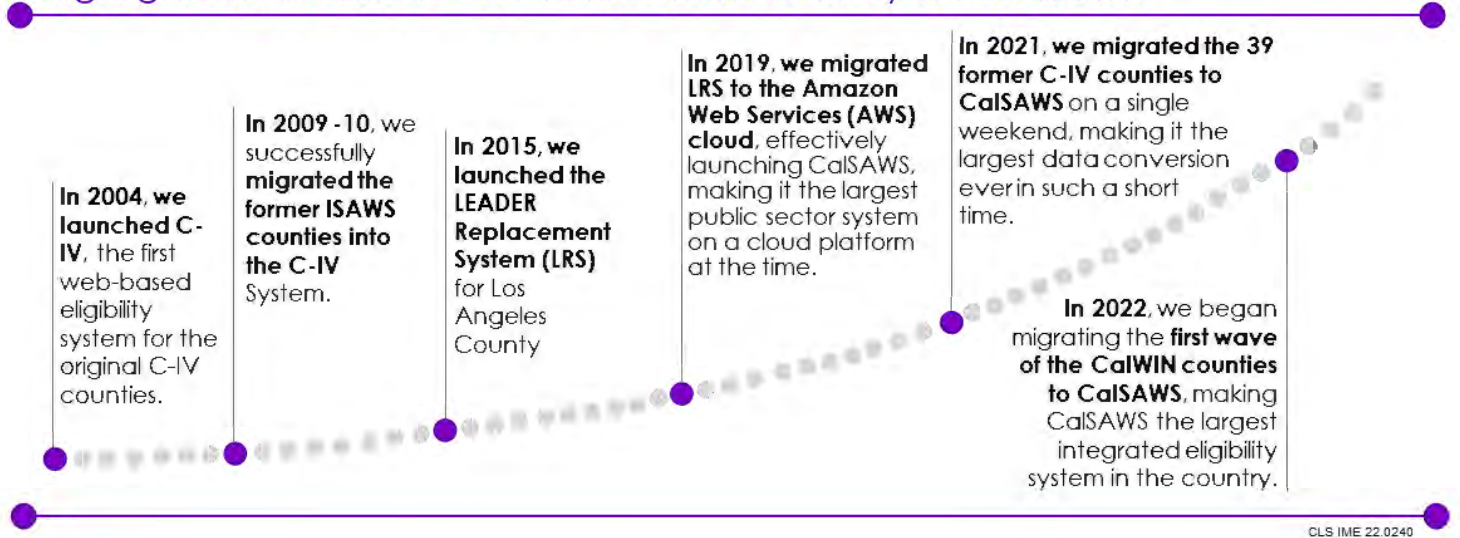 In 2004, we
launched C-
IV, the first
web-based
eligibility
system for the
original C-IV
counties.
In 2009 -10, we
successfully
migrated the
former ISAWS
counties into
the C-IV
System.
In 2015, we
launched the
LEADER
Replacement
System (LRS)
for Los
Angeles
County
In 2019, we migrated
LRS to the Amazon
Web Services (AWS)
cloud, effectively
launching CalSAWS,
making it the largest
public sector system
on a cloud platform
at the time.
In 2021, we migrated the 39
former C-IV counties to
CalSAWS on a single
weekend, making it the
largest data conversion
ever in such a short
time.
In 2022, we began
migrating the first wave
of the CalWIN counties
to CalSAWS, making
CalSAWS the largest
integrated eligibility
system in the country.
CLS IME 22.0240